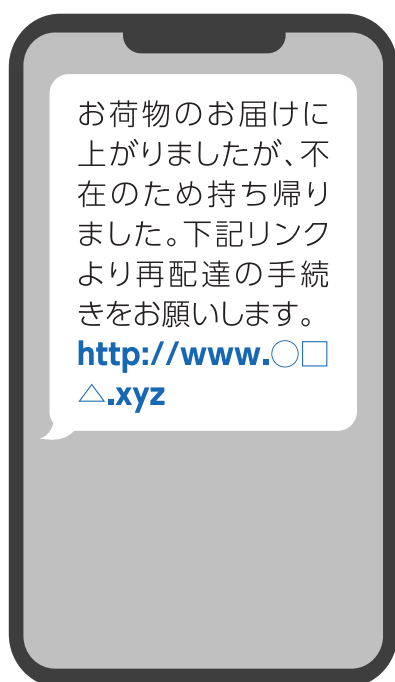 お荷物のお届けに
上がりましたが、不
在のため持ち帰り
ました。下記リンク
より再配達の手続
きをお願いします。
http://www.○□
△.xyz